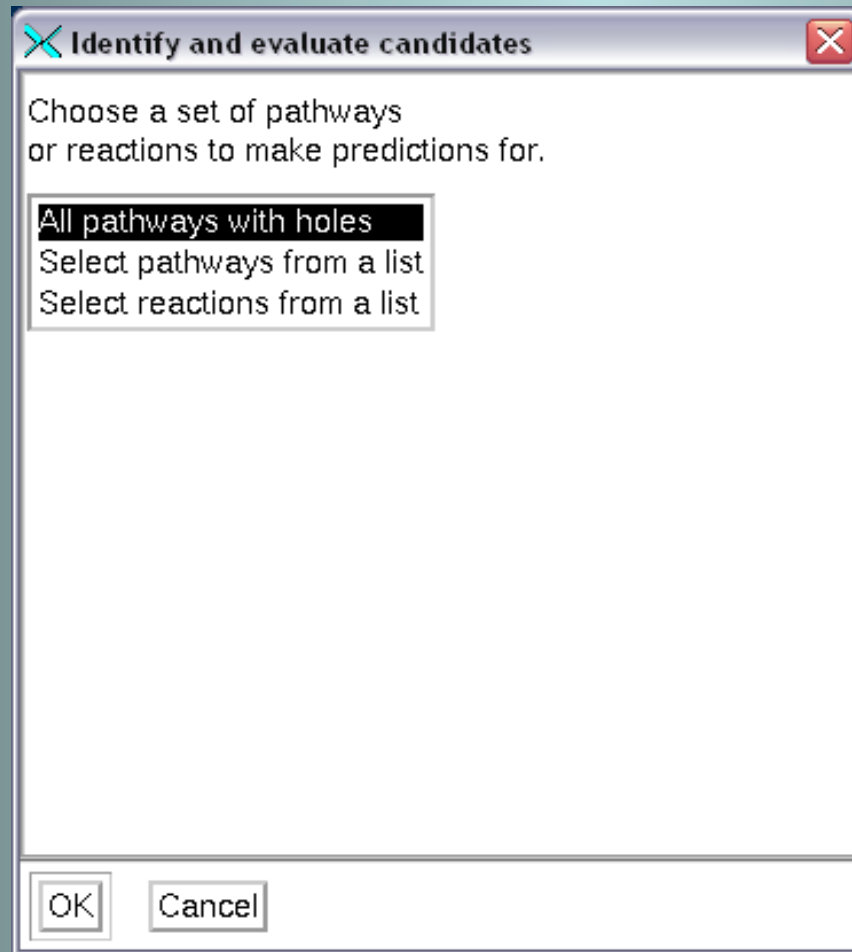 Identify and evaluate candidates
Choose a set of pathways
or reactions to make predictions for.
All pathways with holes
Select pathways from a list
Select reactions from a list
OK Cancel